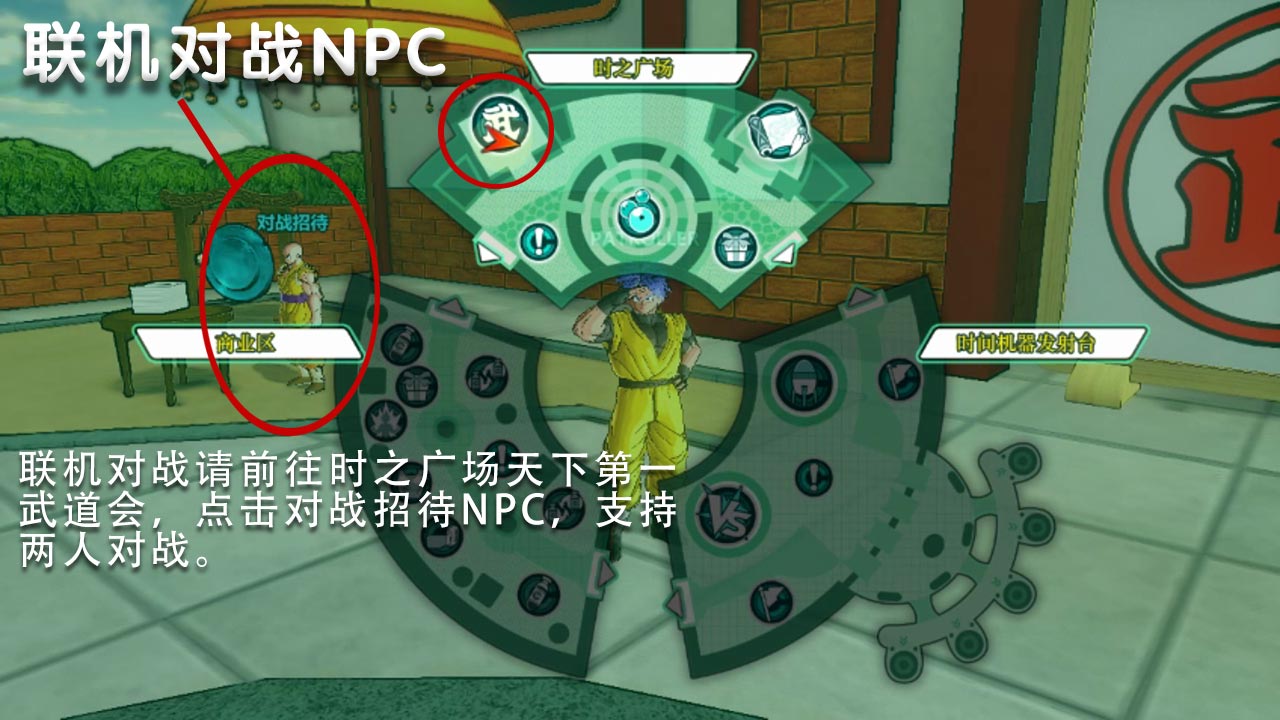 联机对战NPC
时之广场
武
对战招待
PATROLLER
商业区
时间机器发射台
VS
联机对战请前往时之广场天下第一
武道会，点击对战招待NPC，支持
两人对战。